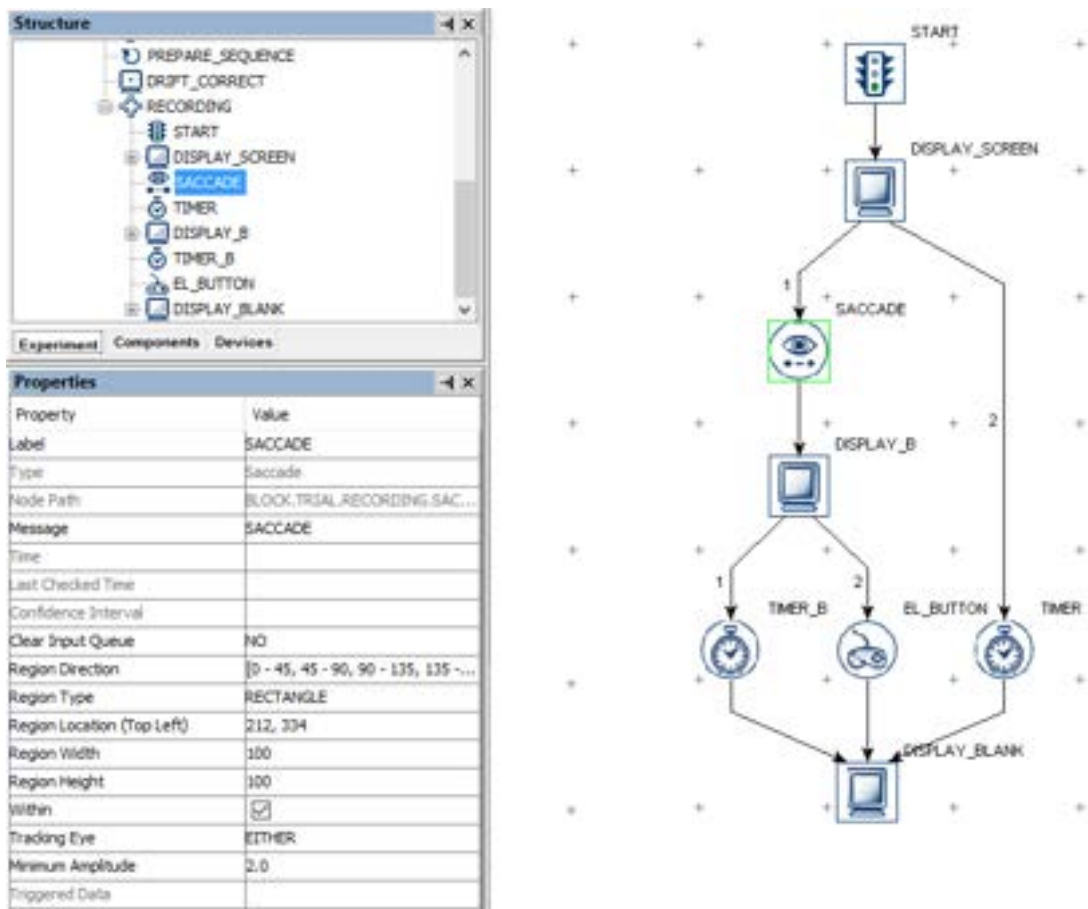 Structure
PREPARE_SEQUENCE
DRIFT_CORRECT
RECORDING
START
DISPLAY_SCREEN
SACCADE
TIMER
DISPLAY_B
TIMER_B
EL_BUTTON
DISPLAY_BLANK
Experiment Components Devices
Properties
Property Value
Label SACCADE
Type Saccade
Node Path BLOCK.TRIAL.RECORDING.SAC...
Message SACCADE
Time
Last Checked Time
Confidence Interval
Clear Input Queue NO
Region Direction [0 - 45, 45 - 90, 90 - 135, 135 -...
Region Type RECTANGLE
Region Location (Top Left) 212, 334
Region Width 100
Region Height 100
Within
Tracking Eye EITHER
Minimum Amplitude 2.0
Triggered Data
START
DISPLAY_SCREEN
1
SACCADE
2
DISPLAY_B
1 2
TIMER_B EL_BUTTON TIMER
DISPLAY_BLANK